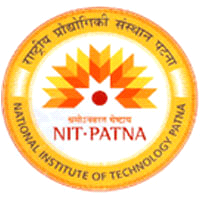 राष्ट्रीय प्रौद्योगिकी संस्थान पटना
NIT-PATNA
NATIONAL INSTITUTE OF TECHNOLOGY PATNA